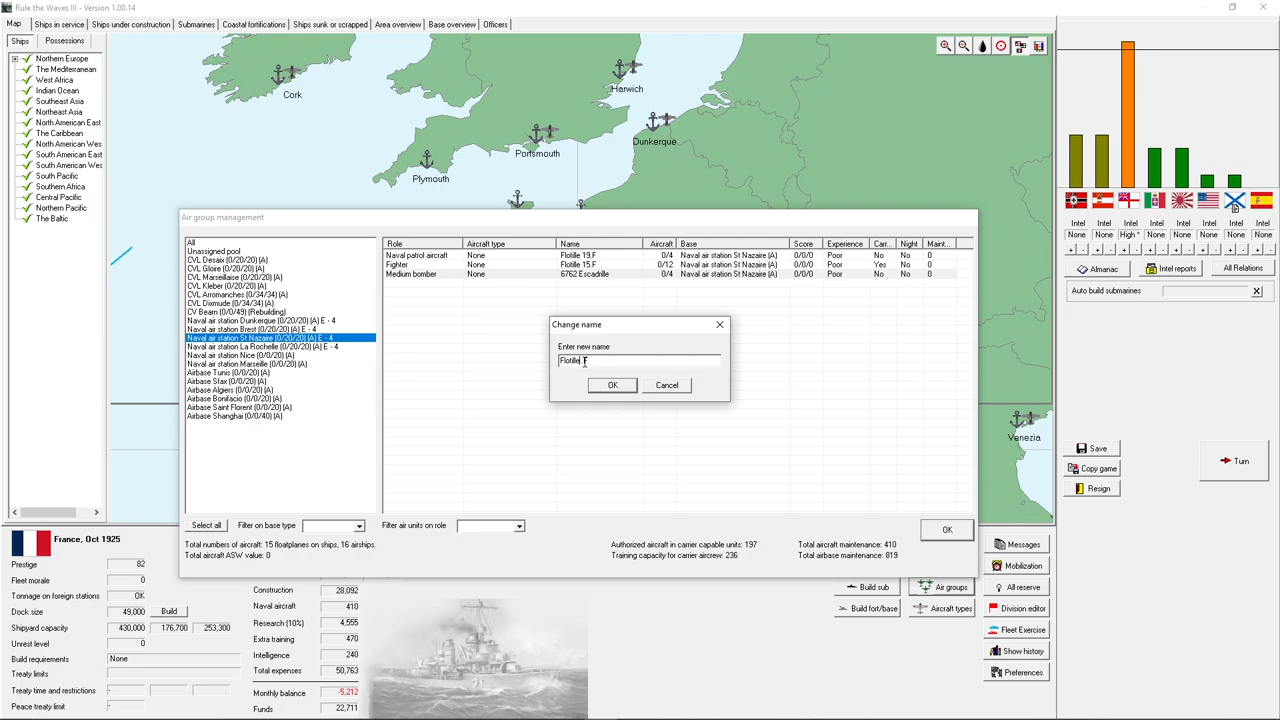 Rule the Waves III - Version 1.00.14
Map Ships in service Ships under construction Submarines Coastal fortifications Ships sunk or scrapped Area overview Base overview Officers
Ships Possessions
Northern Europe
The Mediterranean
West Africa
Indian Ocean
Southeast Asia
Northeast Asia
North American East
The Caribbean
North American Wes
South American East
South American Wes
South Pacific
Southern Africa
Central Pacific
Northern Pacific
The Baltic
Cork
Harwich
Dunkerque
Portsmouth
Plymouth
Venezia
Air group management
All
Unassigned pool
CVL Desaix (0/20/20) (A)
CVL Gloire (0/20/20) (A)
CVL Marseillaise (0/20/20) (A)
CVL Kleber (0/20/20) (A)
CVL Arromanches (0/34/34) (A)
CVL Dixmude (0/34/34) (A)
CV Bearn (0/0/49) (Rebuilding)
Naval air station Dunkerque (0/20/20) (A) E - 4
Naval air station Brest (0/20/20) (A) E - 4
Naval air station St Nazaire (0/20/20) (A) E - 4
Naval air station La Rochelle (0/20/20) (A) E - 4
Naval air station Nice (0/20/20) (A)
Naval air station Marseille (0/20/20) (A)
Airbase Tunis (0/0/20) (A)
Airbase Sfax (0/0/20) (A)
Airbase Algiers (0/0/20) (A)
Airbase Bonifacio (0/0/20) (A)
Airbase Saint Florent (0/0/20) (A)
Airbase Shanghai (0/0/40) (A)
Role Aircraft type Name Aircraft Base Score Experience Carr... Night Maint...
Naval patrol aircraft None Flotille 19.F 0/4 Naval air station St Nazaire (A) 0/0/0 Poor No No 0
Fighter None Flotille 15.F 0/12 Naval air station St Nazaire (A) 0/0/0 Poor Yes No 0
Medium bomber None 6762 Escadrille 0/4 Naval air station St Nazaire (A) 0/0/0 Poor No No 0
Change name
Enter new name
Flotille .F
OK Cancel
Select all Filter on base type Filter air units on role OK
Total numbers of aircraft: 15 floatplanes on ships, 16 airships.
Total aircraft ASW value: 0
Authorized aircraft in carrier capable units: 197
Training capacity for carrier aircrew: 236
Total aircraft maintenance: 410
Total airbase maintenance: 819
Intel Intel Intel Intel Intel Intel Intel Intel
None None High * None None None None None
- + - + - + - + - + - + - + - +
Almanac Intel reports All Relations
Auto build submarines X
Save
Copy game
Resign
Turn
France, Oct 1925
Prestige 82
Fleet morale 0
Tonnage on foreign stations OK
Dock size 49,000 Build
Shipyard capacity 430,000 176,700 253,300
Unrest level 0
Build requirements None
Treaty limits
Treaty time and restrictions - 
Peace treaty limit -
Construction 28,092
Naval aircraft 410
Research (10%) 4,555
Extra training 470
Intelligence 240
Total expenses 50,763
Monthly balance -5,212
Funds 22,711
Build sub Air groups
Build fort/base Aircraft types
Messages
Mobilization
All reserve
Division editor
Fleet Exercise
Show history
Preferences